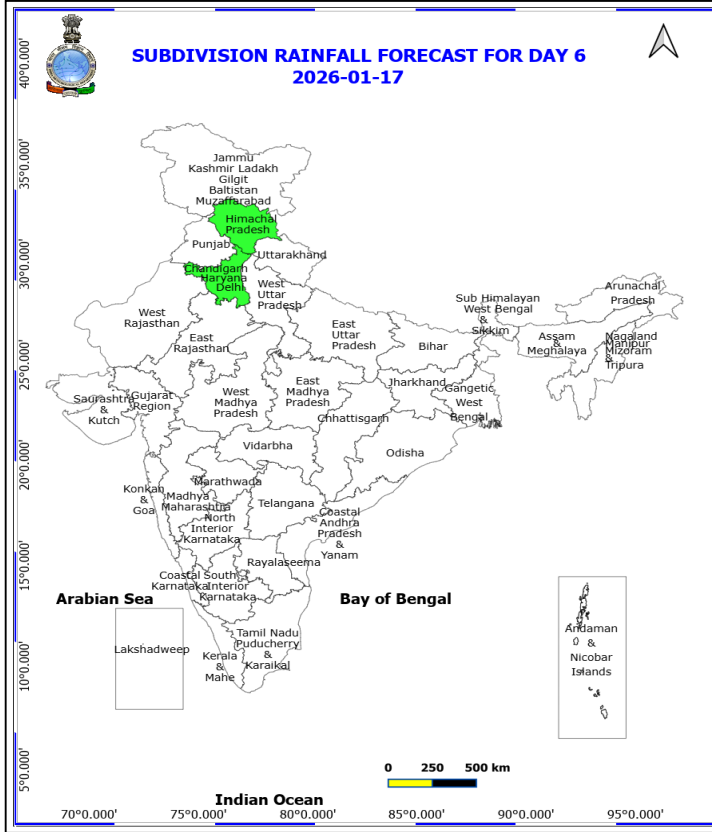 SUBDIVISION RAINFALL FORECAST FOR DAY 6
2026-01-17
40°0.000'
35°0.000'
30°0.000'
25°0.000'
20°0.000'
15°0.000'
10°0.000'
5°0.000'
Jammu
Kashmir Ladakh
Gilgit
Baltistan
Muzaffarabad
Himachal
Pradesh
Punjab
Uttarakhand
Chandigarh
Haryana
Delhi
West
Uttar
Pradesh
West
Rajasthan
East
Rajasthan
East
Uttar
Pradesh
Bihar
Sub Himalayan
West Bengal
&
Sikkim
Arunachal
Pradesh
Assam
&
Meghalaya
Nagaland
Manipur
Mizoram
&
Tripura
Saurashtra
&
Kutch
Gujarat
Region
West
Madhya
Pradesh
East
Madhya
Pradesh
Jharkhand
Gangetic
West
Bengal
Chhattisgarh
Odisha
Vidarbha
Konkan
&
Goa
Madhya
Maharashtra
Marathwada
Telangana
North
Interior
Karnataka
Coastal
Andhra
Pradesh
&
Yanam
Rayalaseema
Coastal
Karnataka
South
Interior
Karnataka
Arabian Sea
Bay of Bengal
Lakshadweep
Kerala
&
Mahe
Tamil Nadu
Puducherry
&
Karaikal
Andaman
&
Nicobar
Islands
0 250 500 km
Indian Ocean
70°0.000' 75°0.000' 80°0.000' 85°0.000' 90°0.000' 95°0.000'